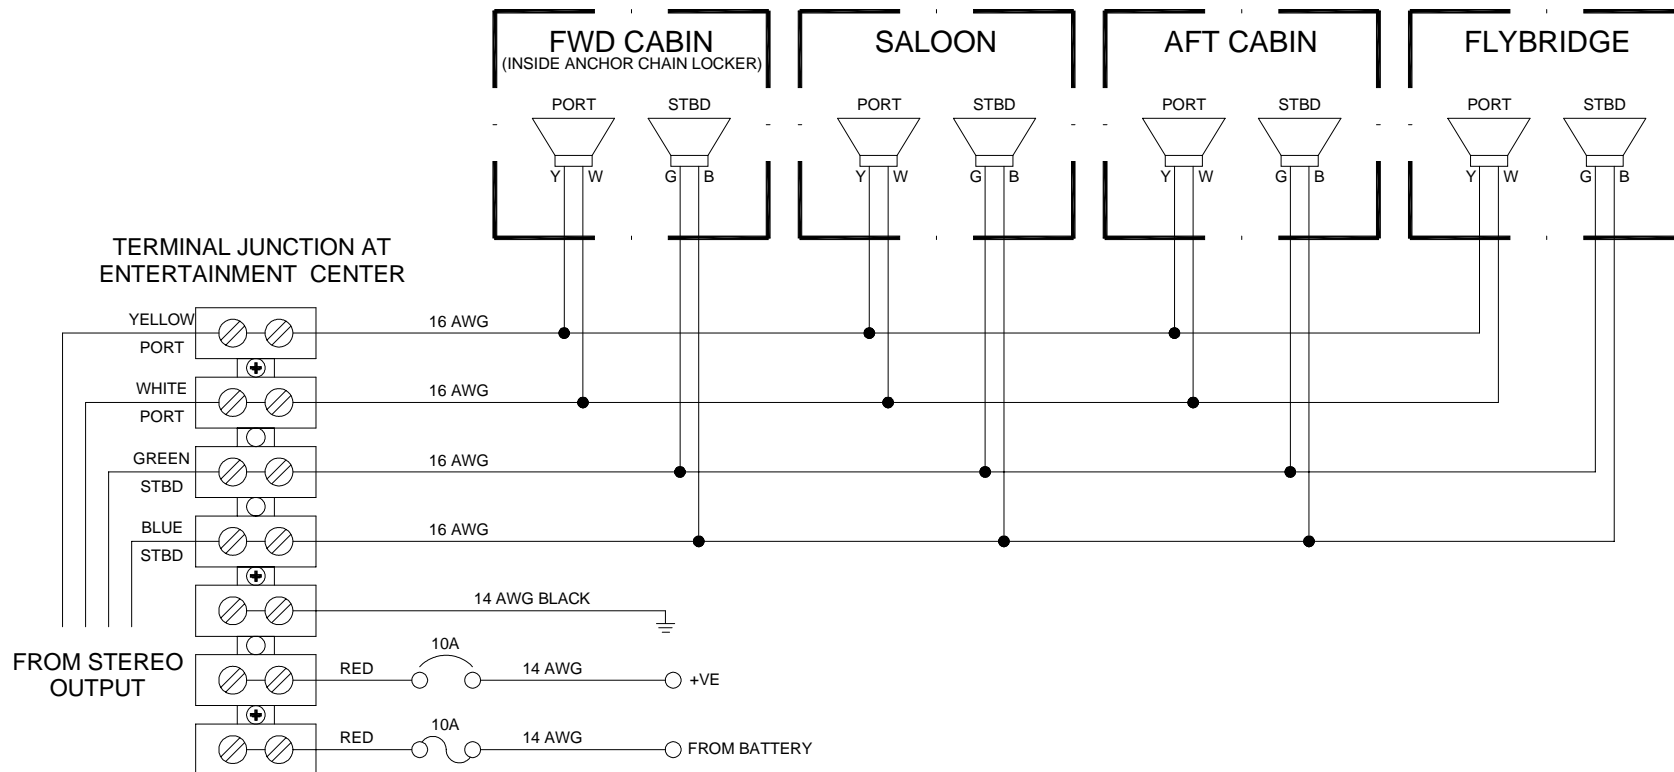 FWD CABIN
(INSIDE ANCHOR CHAIN LOCKER)
SALOON
AFT CABIN
FLYBRIDGE
PORT STBD PORT STBD PORT STBD PORT STBD
Y W G B Y W G B Y W G B Y W G B
TERMINAL JUNCTION AT
ENTERTAINMENT CENTER
YELLOW
PORT
16 AWG
WHITE
PORT
16 AWG
GREEN
STBD
16 AWG
BLUE
STBD
16 AWG
14 AWG BLACK
FROM STEREO
OUTPUT
RED 10A 14 AWG +VE
RED 10A 14 AWG FROM BATTERY